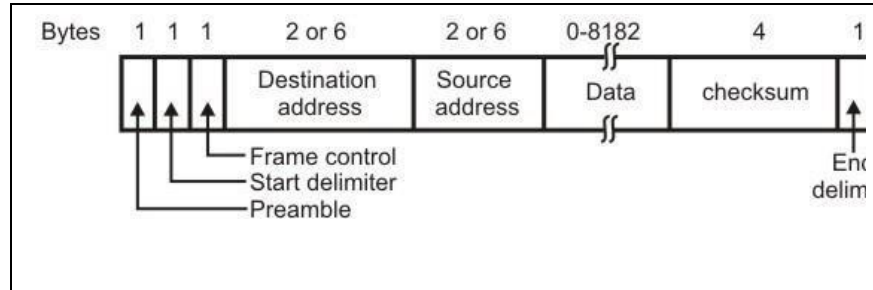 Bytes 1 1 1 2 or 6 2 or 6 0-8182 4 1
Destination address Source address Data checksum
Frame control
Start delimiter
Preamble